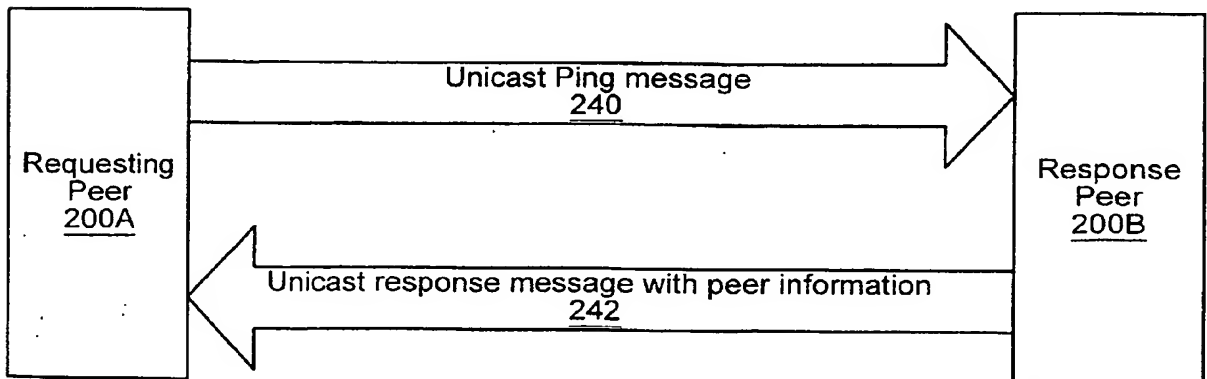 Unicast Ping message
240
Requesting
Peer
200A
Response
Peer
200B
Unicast response message with peer information
242